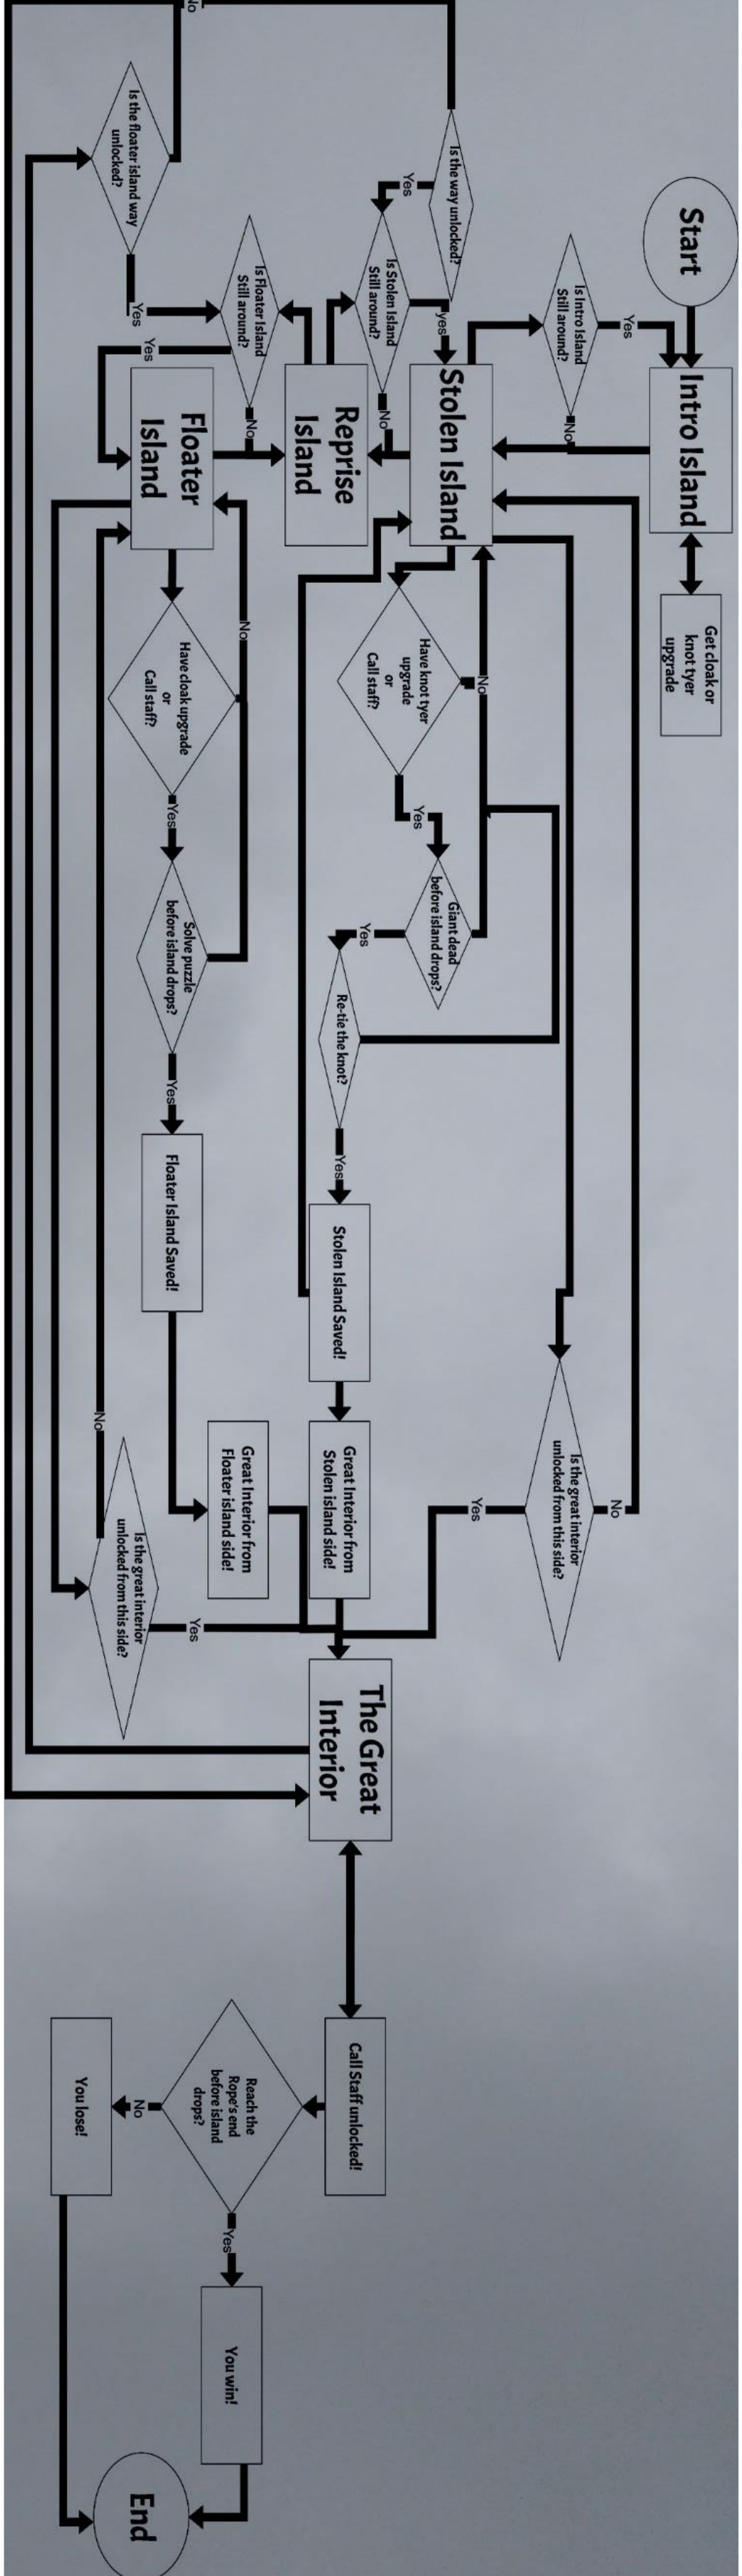 Start
Intro Island
Get cloak or
knot tyer
upgrade
Is Intro Island
Still around?
Yes
No
Is the way unlocked?
Yes
No
Is Stolen Island
Still around?
yes
No
Stolen Island
Have knot tyer
upgrade
or
Call staff?
No
Yes
Giant dead
before island drops?
Yes
Re-tie the knot?
Yes
Stolen Island Saved!
Great Interior from
Stolen island side!
Is the great interior
unlocked from this side?
No
Yes
Reprise
Island
Is Floater Island
Still around?
No
Yes
Is the floater island way
unlocked?
Yes
Floater
Island
Have cloak upgrade
or
Call staff?
No
Yes
Solve puzzle
before island drops?
Yes
Floater Island Saved!
Great Interior from
Floater island side!
Is the great interior
unlocked from this side?
No
Yes
The Great
Interior
Call Staff unlocked!
Reach the
Rope's end
before island
drops?
No
Yes
You lose!
You win!
End